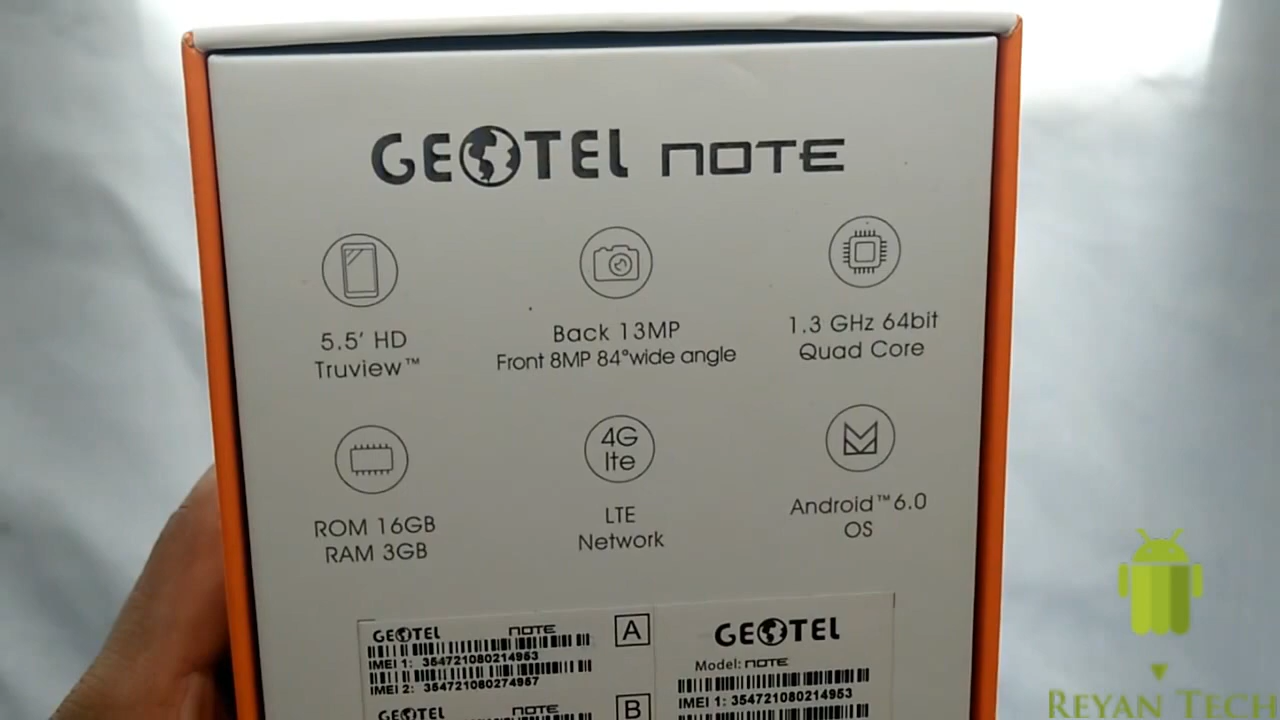 GEOTEL NOTE
5.5' HD
Truview™
Back 13MP
Front 8MP 84°wide angle
1.3 GHz 64bit
Quad Core
ROM 16GB
RAM 3GB
4G
lte
LTE
Network
Android™6.0
OS
GEOTEL NOTE A
IMEI 1: 354721080214953
IMEI 2: 354721080274957
GEOTEL NOTE B
GEOTEL
Model: NOTE
IMEI 1: 354721080214953
REYAN TECH